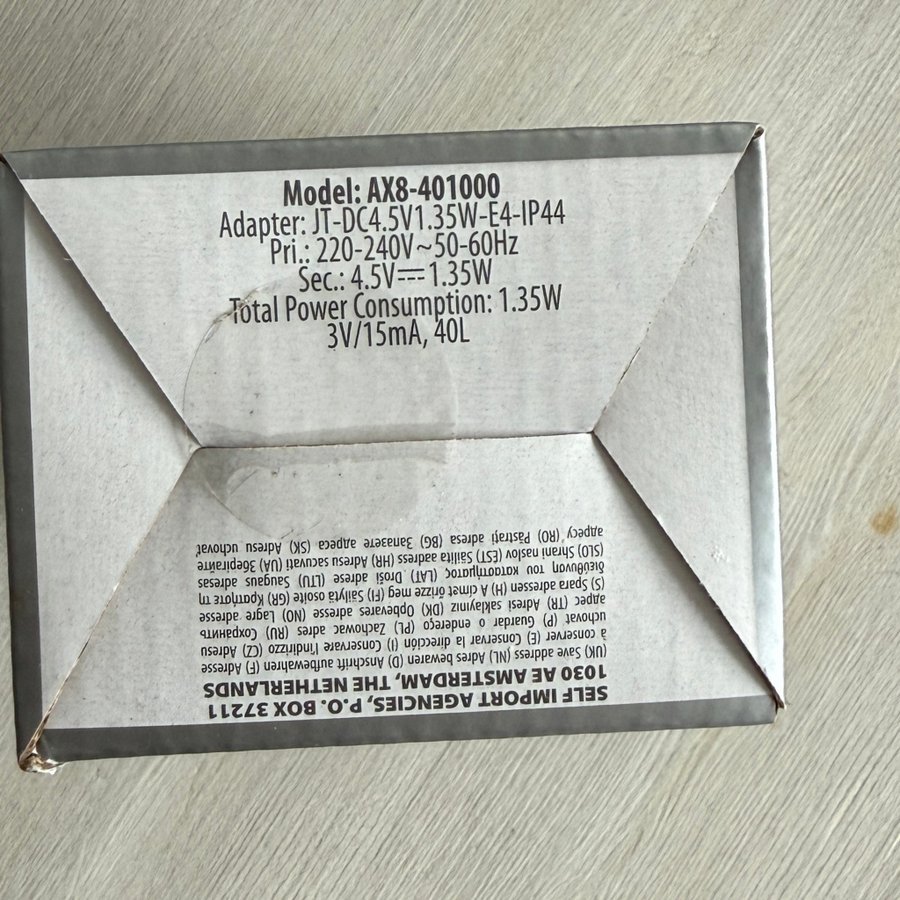 Model: AX8-401000
Adapter: JT-DC4.5V1.35W-E4-IP44
Pri.: 220-240V~50-60Hz
Sec.: 4.5V⎓1.35W
Total Power Consumption: 1.35W
3V/15mA, 40L
SELF IMPORT AGENCIES, P.O. BOX 37211
1030 AE AMSTERDAM, THE NETHERLANDS
(UK) Save address (NL) Adres bewaren (D) Anschrift aufbewahren (F) Adresse
à conserver (E) Conservar la dirección (I) Conservare l'indirizzo (CZ) Adresu
uchovat (P) Guardar o endereço (PL) Zachowac adres (RU) Сохранить
адрес (TR) Adresi saklayiniz (DK) Opbevares adresse (NO) Lagre adresse
(S) Spara adressen (H) A címat őrizze meg (FI) Säilytä osoite (GR) Κρατήστε τη
διεύθυνση του καταστήματος (LAT) Droši adrese (LTU) Saugaus adresas
(SLO) Shrani naslov (EST) Säilita aadress (HR) Adresu sacuvati (UA) Зберігайте
адресу (RO) Păstrați adresa (BG) Запазете адреса (SK) Adresu uchovať